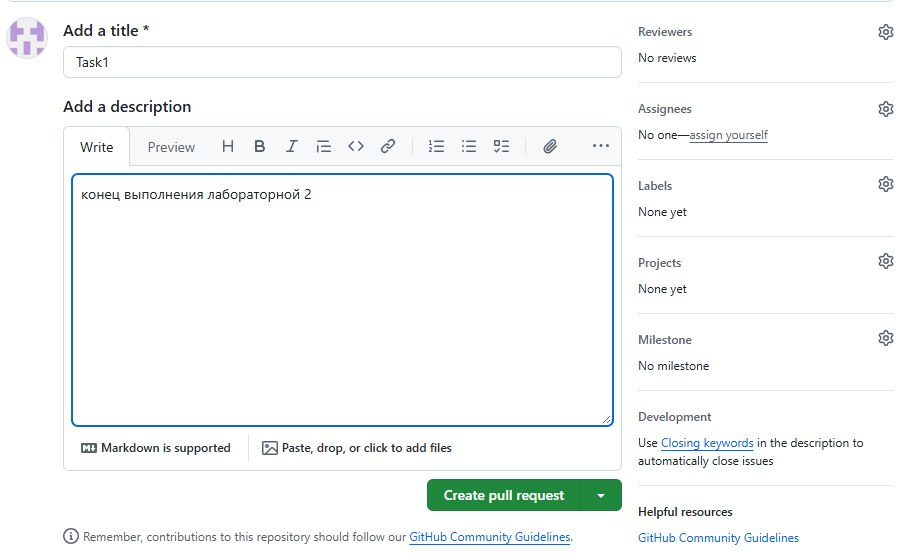 Add a title *
Task1
Add a description
Write
Preview
конец выполнения лабораторной 2
Markdown is supported
Paste, drop, or click to add files
Create pull request
Remember, contributions to this repository should follow our GitHub Community Guidelines.
Reviewers
No reviews
Assignees
No one—assign yourself
Labels
None yet
Projects
None yet
Milestone
No milestone
Development
Use Closing keywords in the description to
automatically close issues
Helpful resources
GitHub Community Guidelines